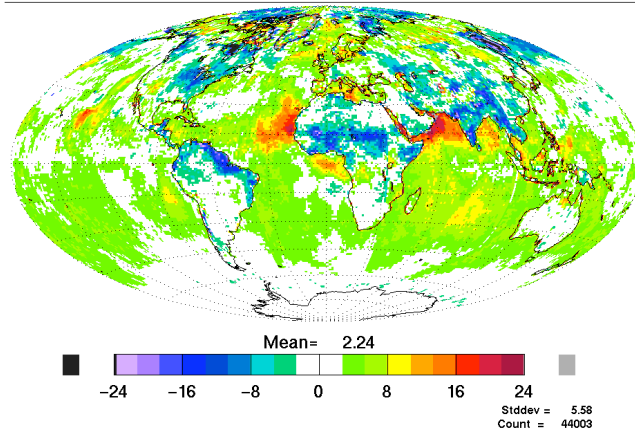 Mean= 2.24
−24 −16 −8 0 8 16 24
Stddev = 5.58
Count = 44003